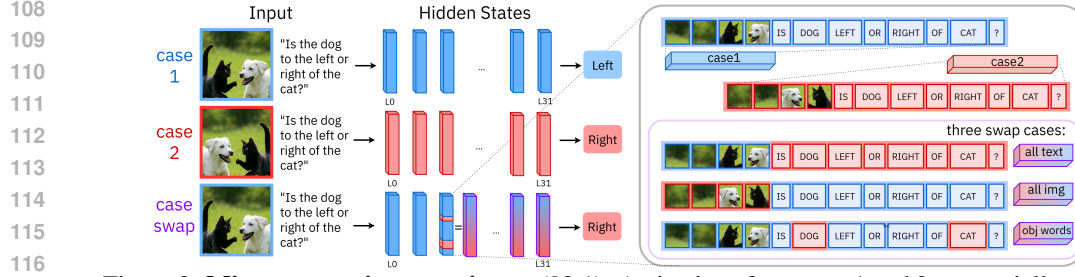 108
109
110
111
112
113
114
115
116
Input
Hidden States
case
1
"Is the dog
to the left or
right of the
cat?"
...
L0
L31
Left
case
2
"Is the dog
to the left or
right of the
cat?"
...
L0
L31
Right
case
swap
"Is the dog
to the left or
right of the
cat?"
=
...
L0
L31
Right
IS DOG LEFT OR RIGHT OF CAT ?
case1
case2
IS DOG LEFT OR RIGHT OF CAT ?
three swap cases:
IS DOG LEFT OR RIGHT OF CAT ?
all text
IS DOG LEFT OR RIGHT OF CAT ?
all img
IS DOG LEFT OR RIGHT OF CAT ?
obj words